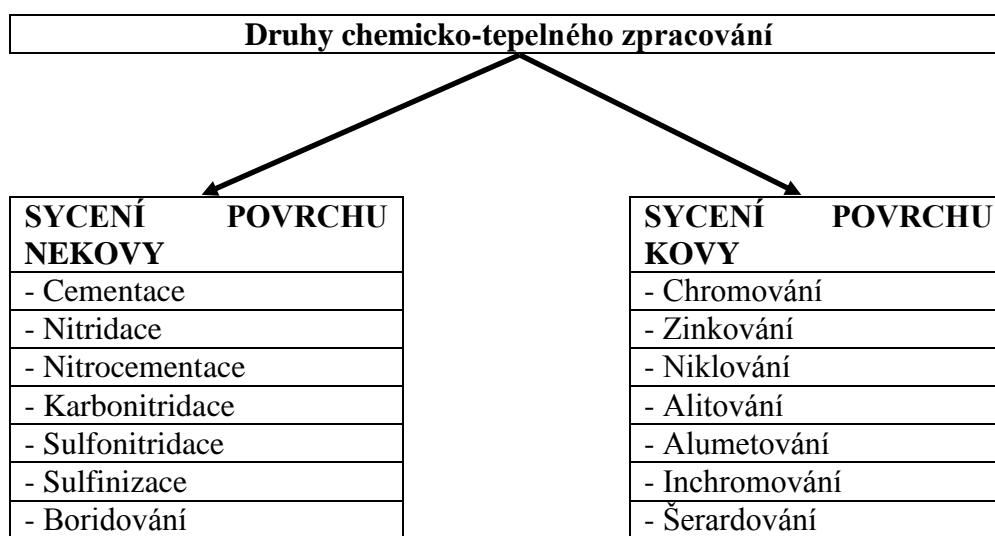 Druhy chemicko-tepelného zpracování
SYCENÍ POVRCHU
NEKOVY
- Cementace
- Nitridace
- Nitrocementace
- Karbonitridace
- Sulfonitridace
- Sulfinizace
- Boridování
SYCENÍ POVRCHU
KOVY
- Chromování
- Zinkování
- Niklování
- Alitování
- Alumetování
- Inchromování
- Šerardování